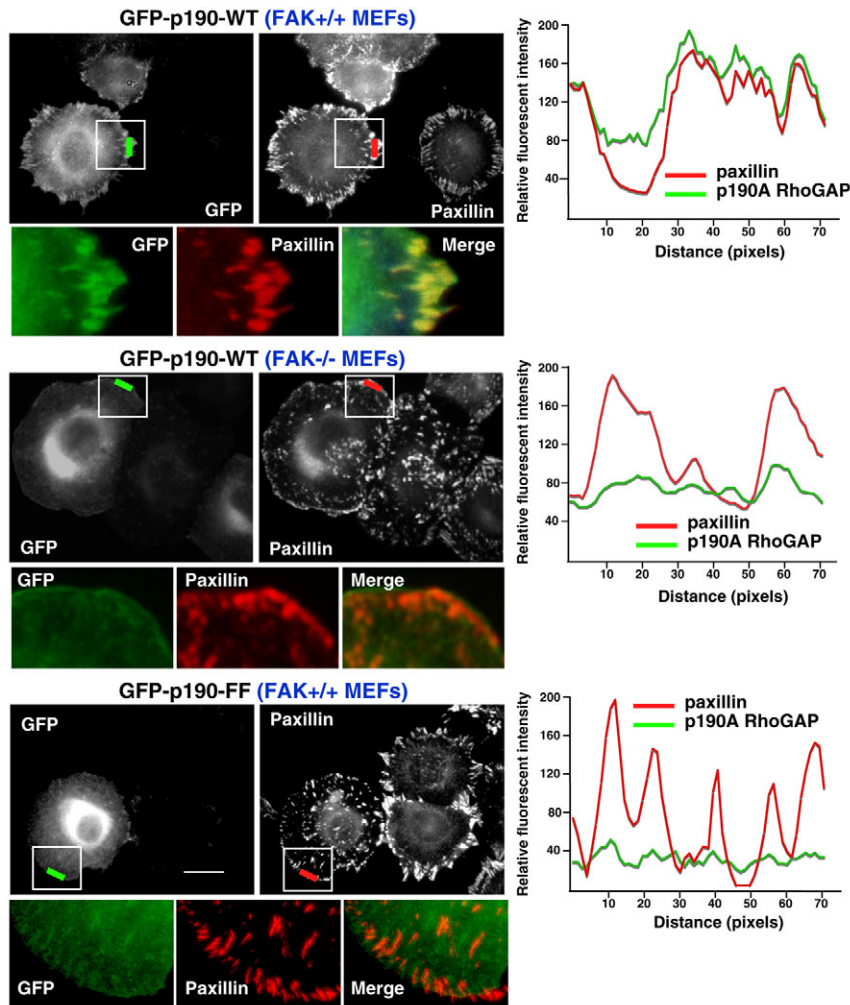 GFP-p190-WT (FAK+/+ MEFs)
GFP
Paxillin
GFP
Paxillin
Merge
Relative fluorescent intensity
200
160
120
80
40
paxillin
p190A RhoGAP
10 20 30 40 50 60 70
Distance (pixels)
GFP-p190-WT (FAK-/- MEFs)
GFP
Paxillin
GFP
Paxillin
Merge
Relative fluorescent intensity
200
160
120
80
40
paxillin
p190A RhoGAP
0 10 20 30 40 50 60 70
Distance (pixels)
GFP-p190-FF (FAK+/+ MEFs)
GFP
Paxillin
GFP
Paxillin
Merge
Relative fluorescent intensity
200
160
120
80
40
paxillin
p190A RhoGAP
0 10 20 30 40 50 60 70
Distance (pixels)